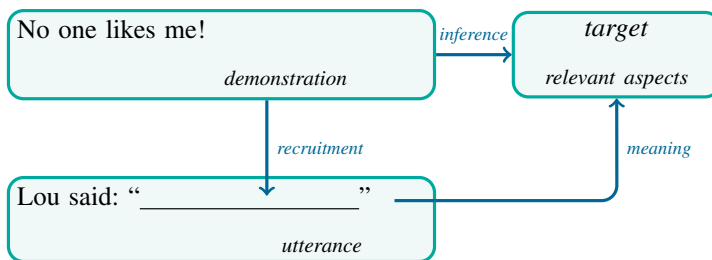 No one likes me!
demonstration
inference
target
relevant aspects
recruitment
meaning
Lou said: “________________”
utterance